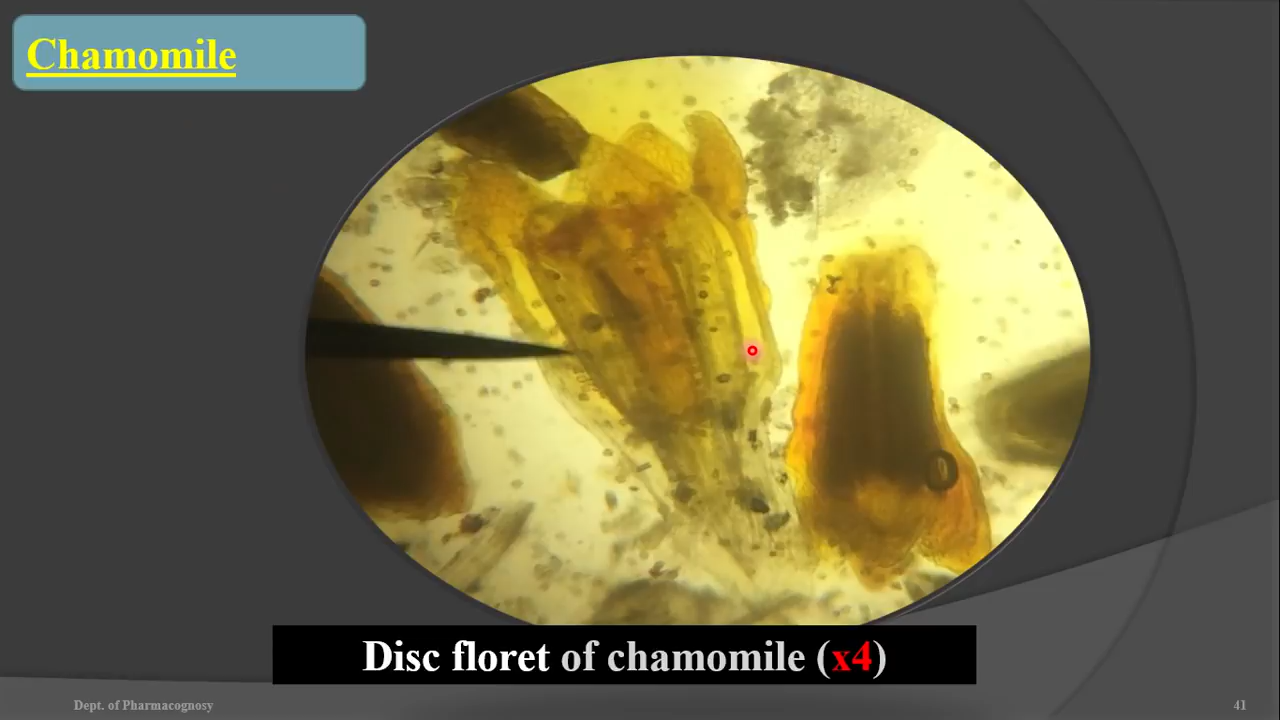 Chamomile
Disc floret of chamomile (x4)
Dept. of Pharmacognosy
41